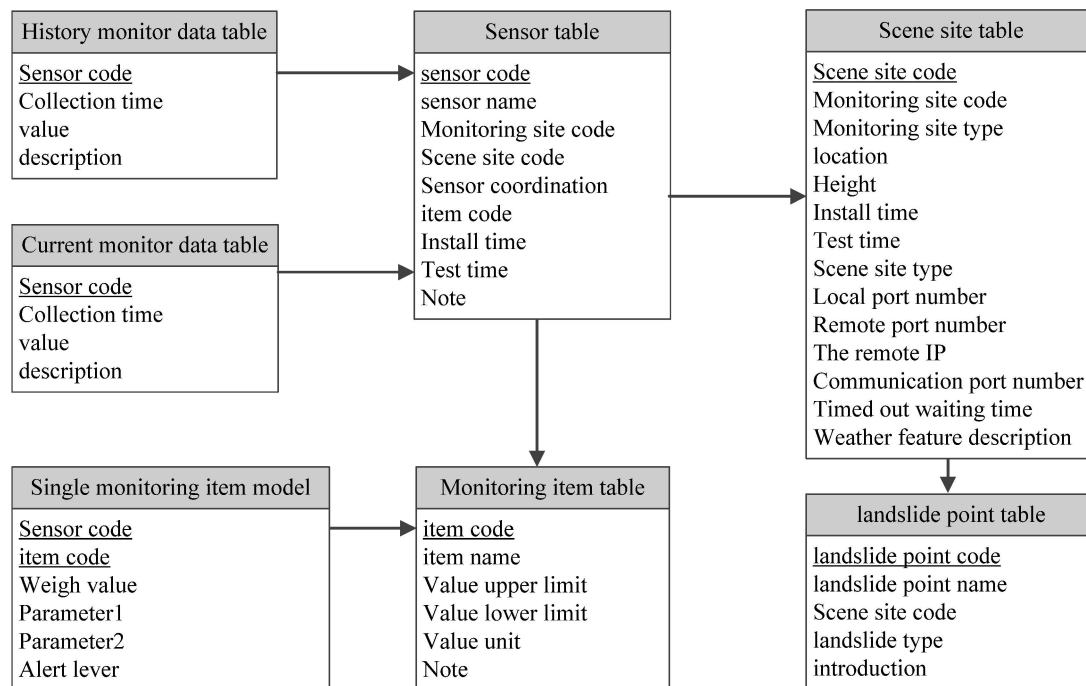 History monitor data table
Sensor code
Collection time
value
description
Current monitor data table
Sensor code
Collection time
value
description
Single monitoring item model
Sensor code
item code
Weigh value
Parameter1
Parameter2
Alert lever
Sensor table
sensor code
sensor name
Monitoring site code
Scene site code
Sensor coordination
item code
Install time
Test time
Note
Monitoring item table
item code
item name
Value upper limit
Value lower limit
Value unit
Note
Scene site table
Scene site code
Monitoring site code
Monitoring site type
location
Height
Install time
Test time
Scene site type
Local port number
Remote port number
The remote IP
Communication port number
Timed out waiting time
Weather feature description
landslide point table
landslide point code
landslide point name
Scene site code
landslide type
introduction